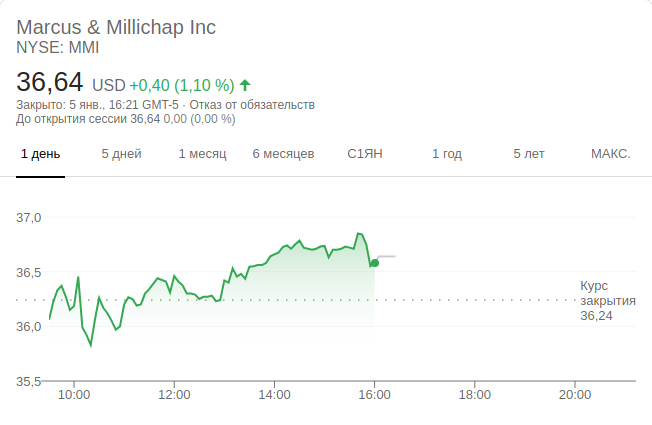 Marcus & Millichap Inc
NYSE: MMI
36,64 USD +0,40 (1,10 %)
Закрыто: 5 янв., 16:21 GMT-5 · Отказ от обязательств
До открытия сессии 36,64 0,00 (0,00 %)
1 день 5 дней 1 месяц 6 месяцев С1ЯН 1 год 5 лет МАКС.
37,0
36,5
Курс
закрытия
36,24
36,0
35,5
10:00 12:00 14:00 16:00 18:00 20:00